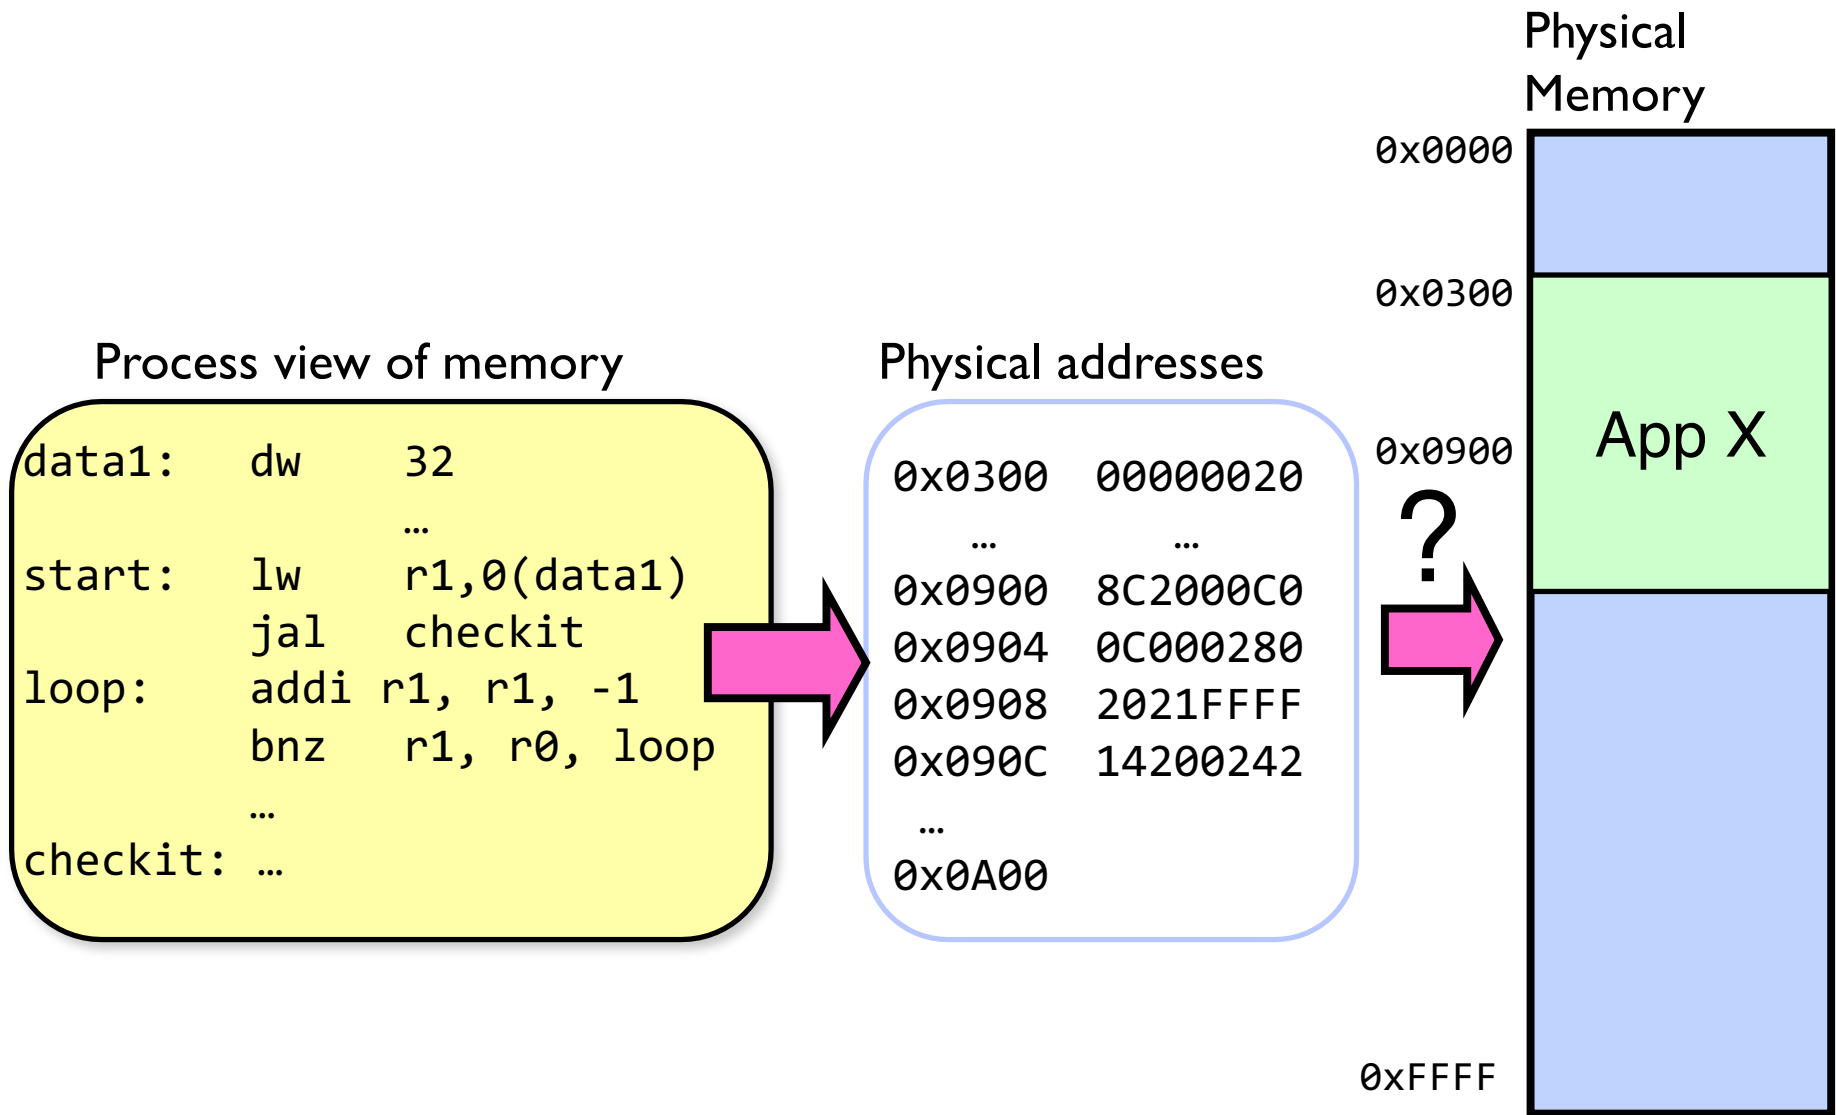 Physical
Memory
0x0000
0x0300
0x0900
App X
?
0xFFFF
Process view of memory
data1: dw 32
…
start: lw r1,0(data1)
jal checkit
loop: addi r1, r1, -1
bnz r1, r0, loop
…
checkit: …
Physical addresses
0x0300 00000020
… …
0x0900 8C2000C0
0x0904 0C000280
0x0908 2021FFFF
0x090C 14200242
…
0x0A00